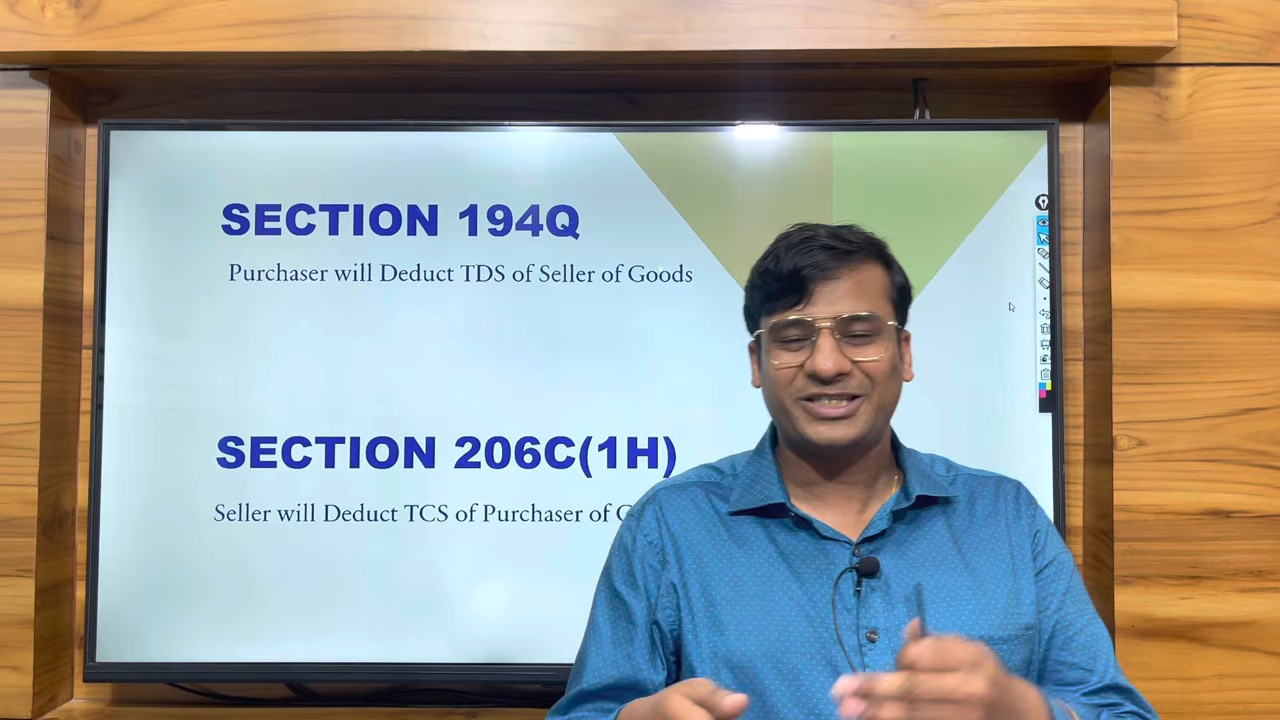 SECTION 194Q
Purchaser will Deduct TDS of Seller of Goods
SECTION 206C(1H)
Seller will Deduct TCS of Purchaser of